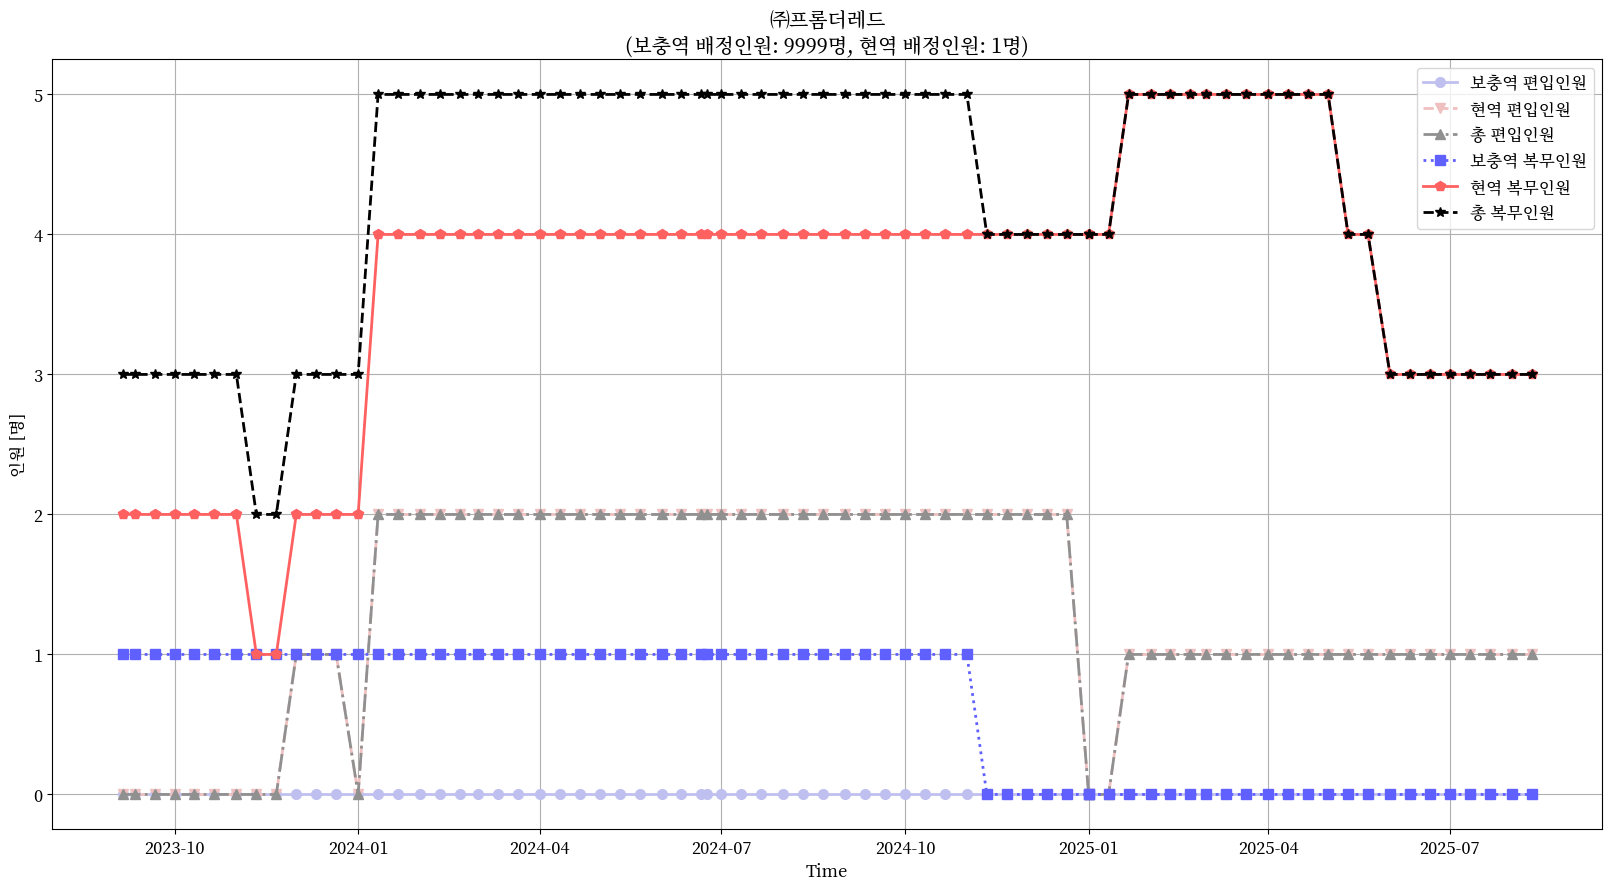 ㈜프롬더레드
(보충역 배정인원: 9999명, 현역 배정인원: 1명)
보충역 편입인원
현역 편입인원
총 편입인원
보충역 복무인원
현역 복무인원
총 복무인원
인원 [명]
5
4
3
2
1
0
2023-10
2024-01
2024-04
2024-07
2024-10
2025-01
2025-04
2025-07
Time